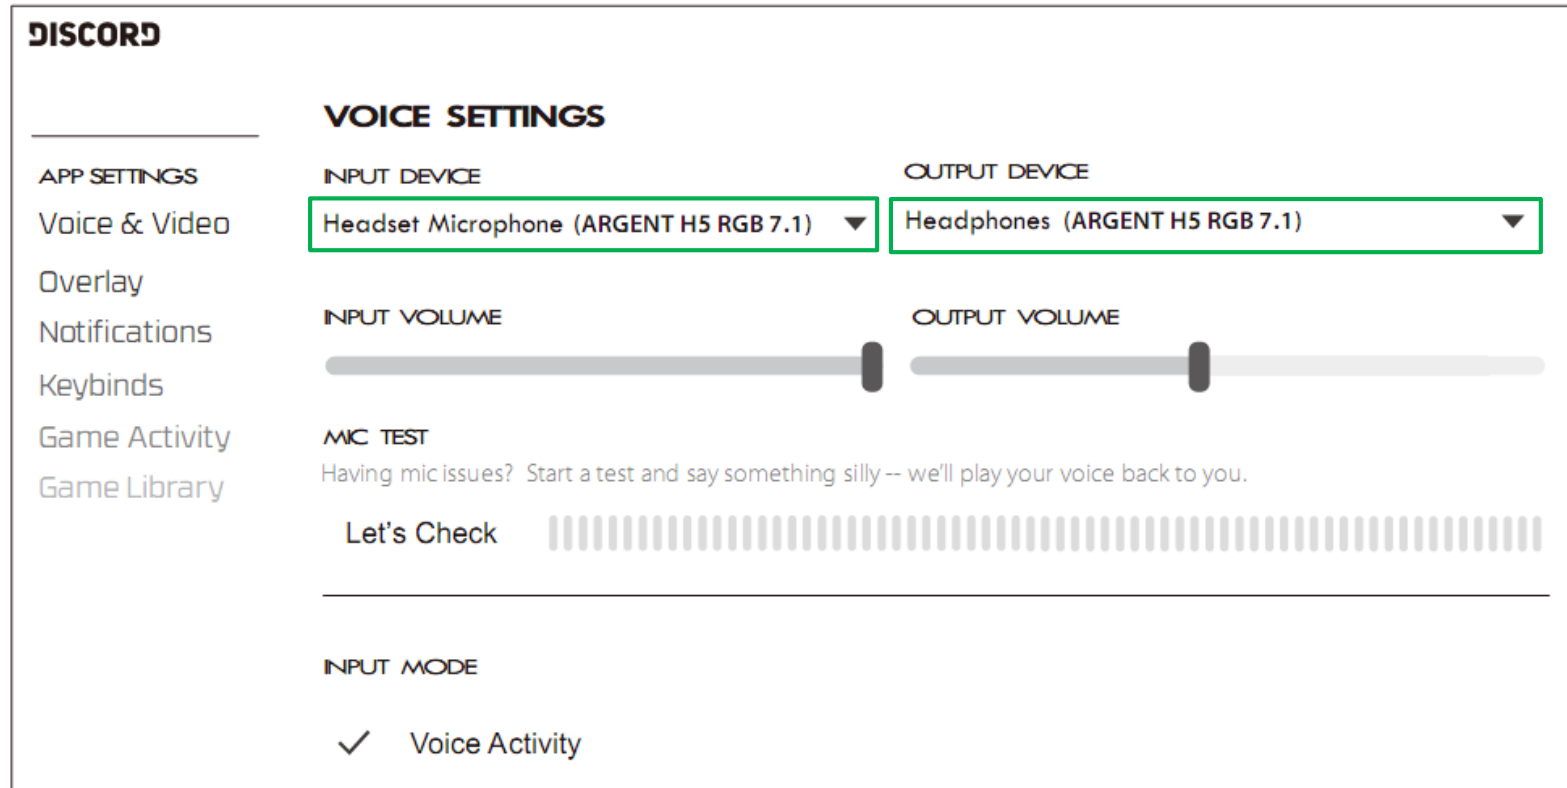 DISCORD
VOICE SETTINGS
APP SETTINGS
Voice & Video
Overlay
Notifications
Keybinds
Game Activity
Game Library
INPUT DEVICE
Headset Microphone (ARGENT H5 RGB 7.1)
OUTPUT DEVICE
Headphones (ARGENT H5 RGB 7.1)
INPUT VOLUME
OUTPUT VOLUME
MIC TEST
Having mic issues? Start a test and say something silly -- we'll play your voice back to you.
Let's Check
INPUT MODE
Voice Activity